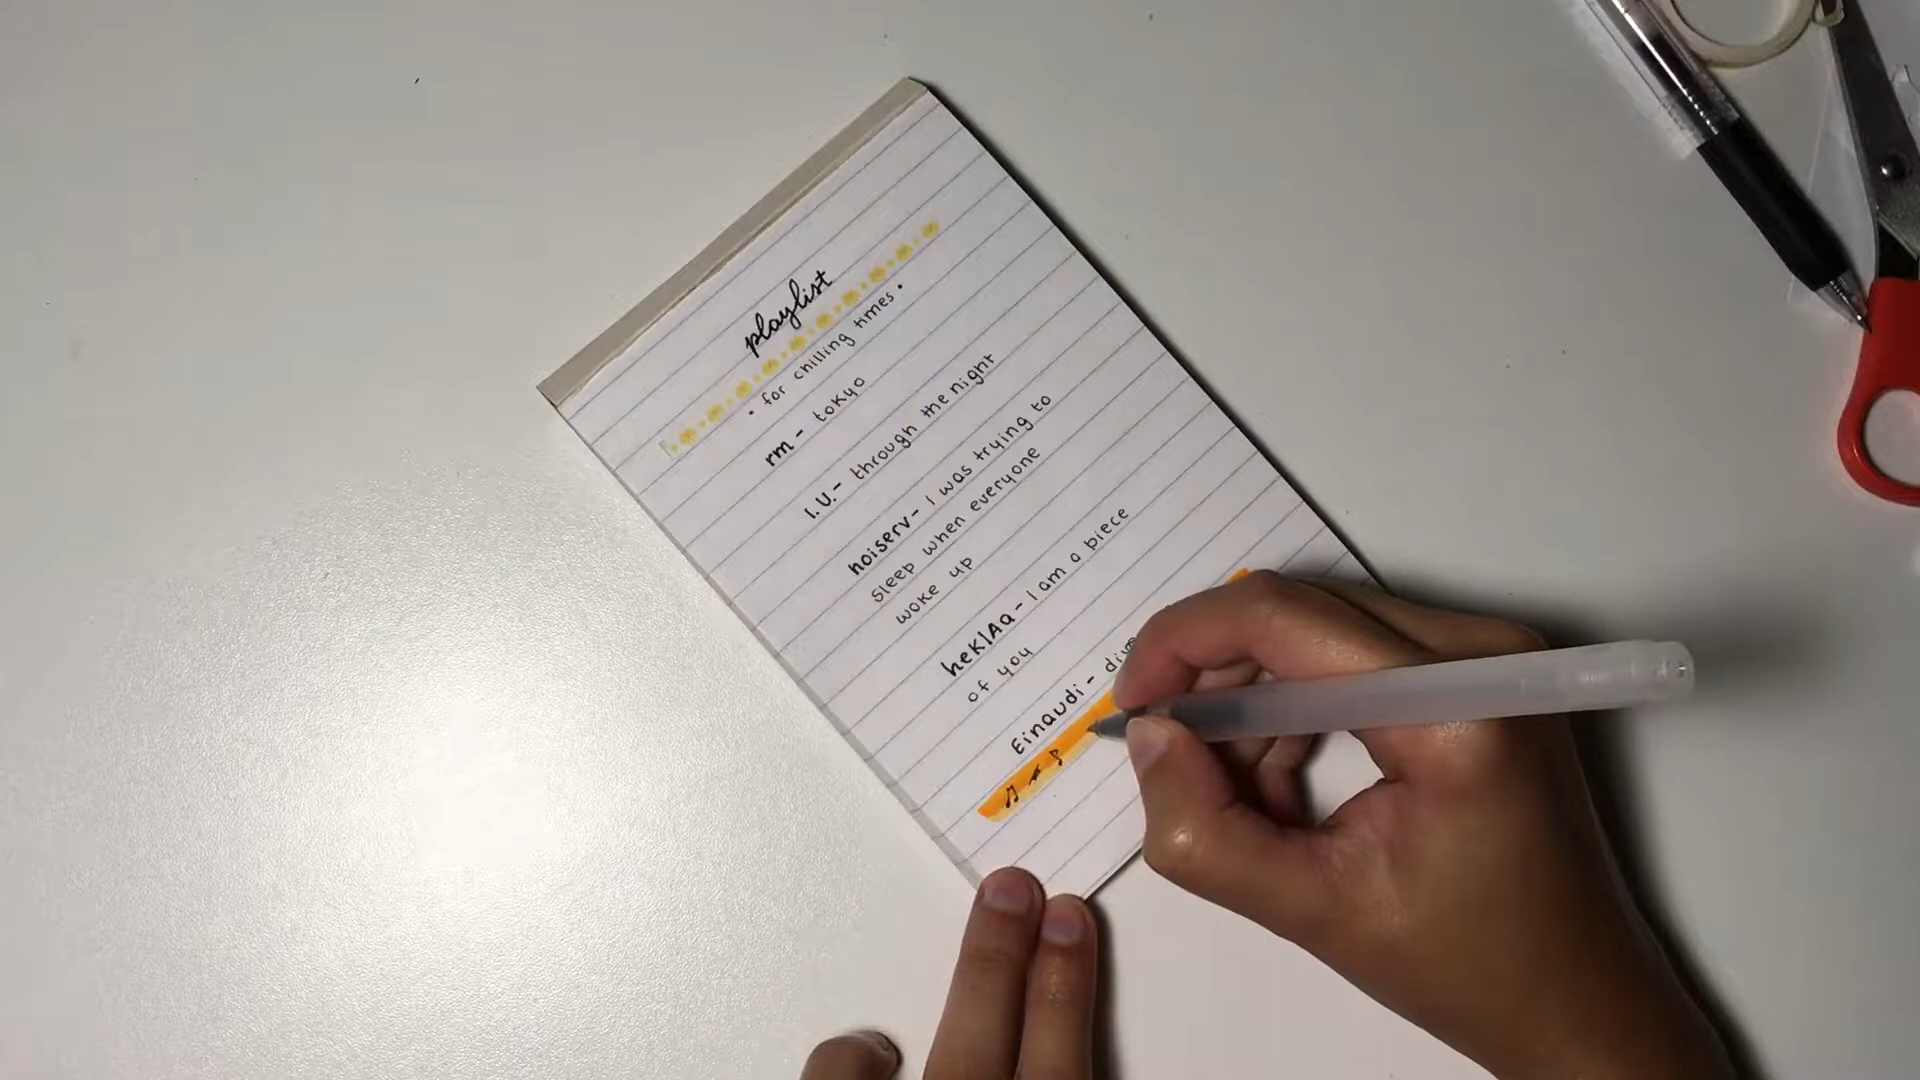 playlist
• for chilling times •
rm - tokyo
I.U. - through the night
noiserv - I was trying to
sleep when everyone
woke up
heklAa - I am a piece
of you
Einaudi -